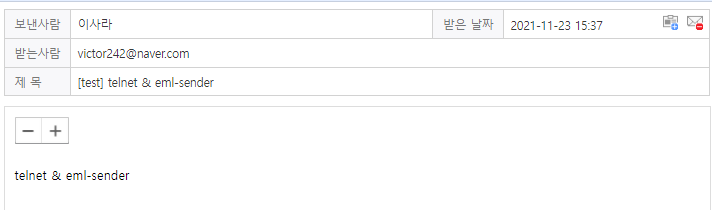 보낸사람 이사라 받은 날짜 2021-11-23 15:37
받는사람 victor242@naver.com
제 목 [test] telnet & eml-sender
telnet & eml-sender